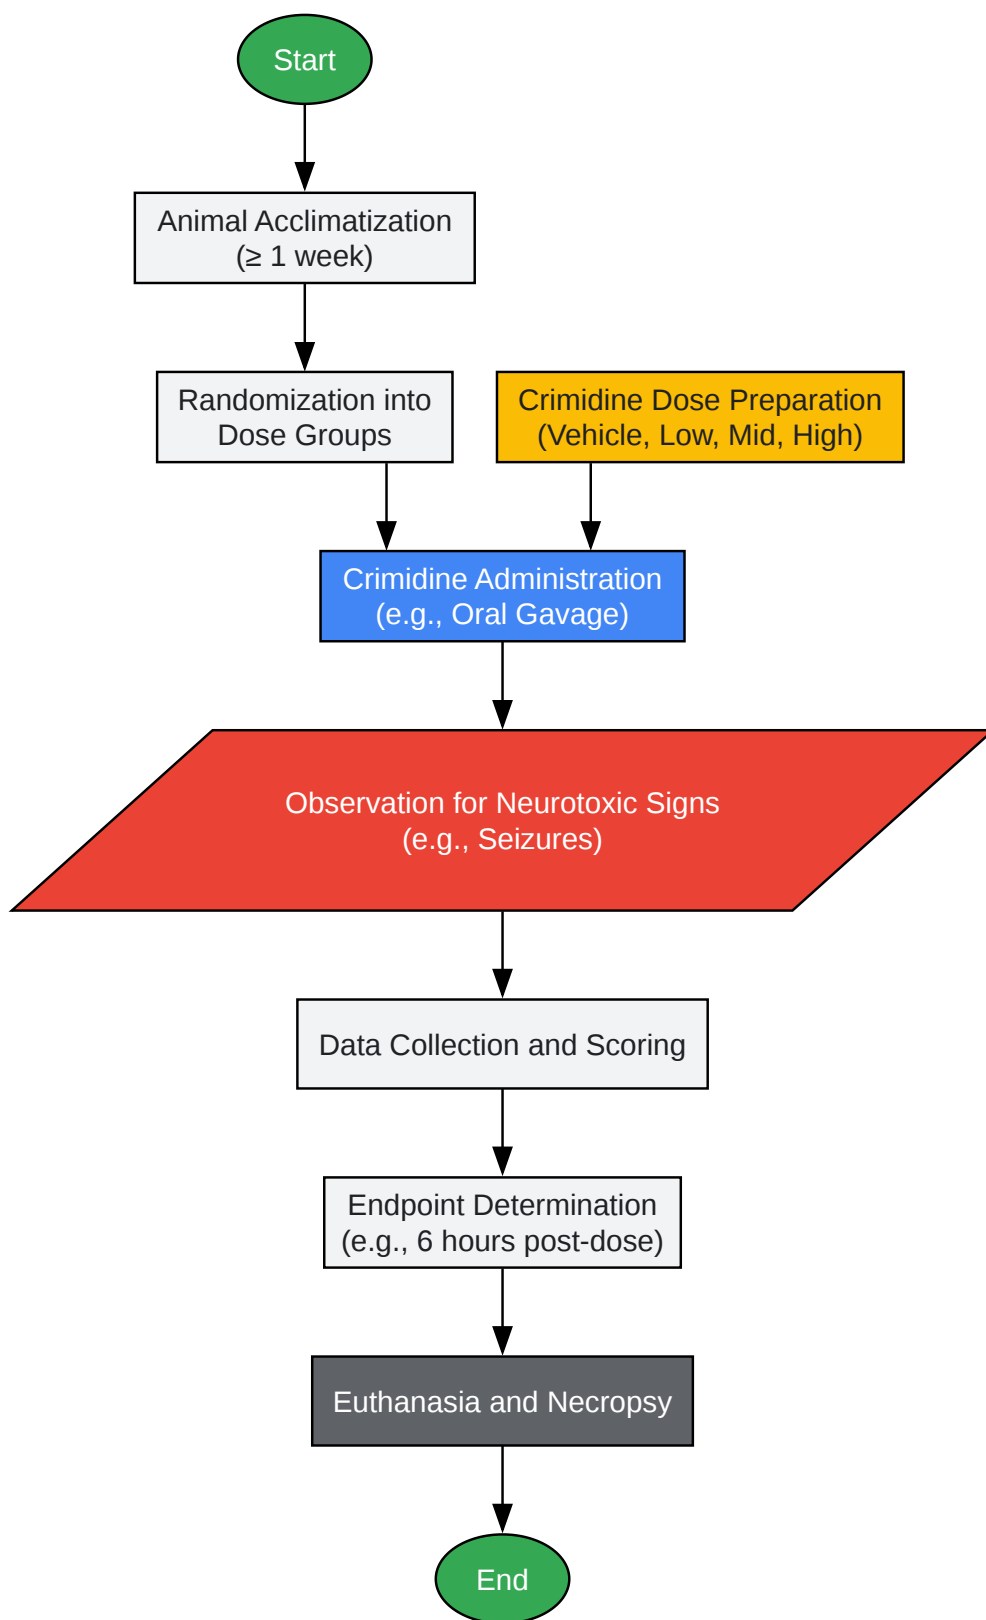 Start
Animal Acclimatization
(≥ 1 week)
Randomization into
Dose Groups
Crimidine Dose Preparation
(Vehicle, Low, Mid, High)
Crimidine Administration
(e.g., Oral Gavage)
Observation for Neurotoxic Signs
(e.g., Seizures)
Data Collection and Scoring
Endpoint Determination
(e.g., 6 hours post-dose)
Euthanasia and Necropsy
End